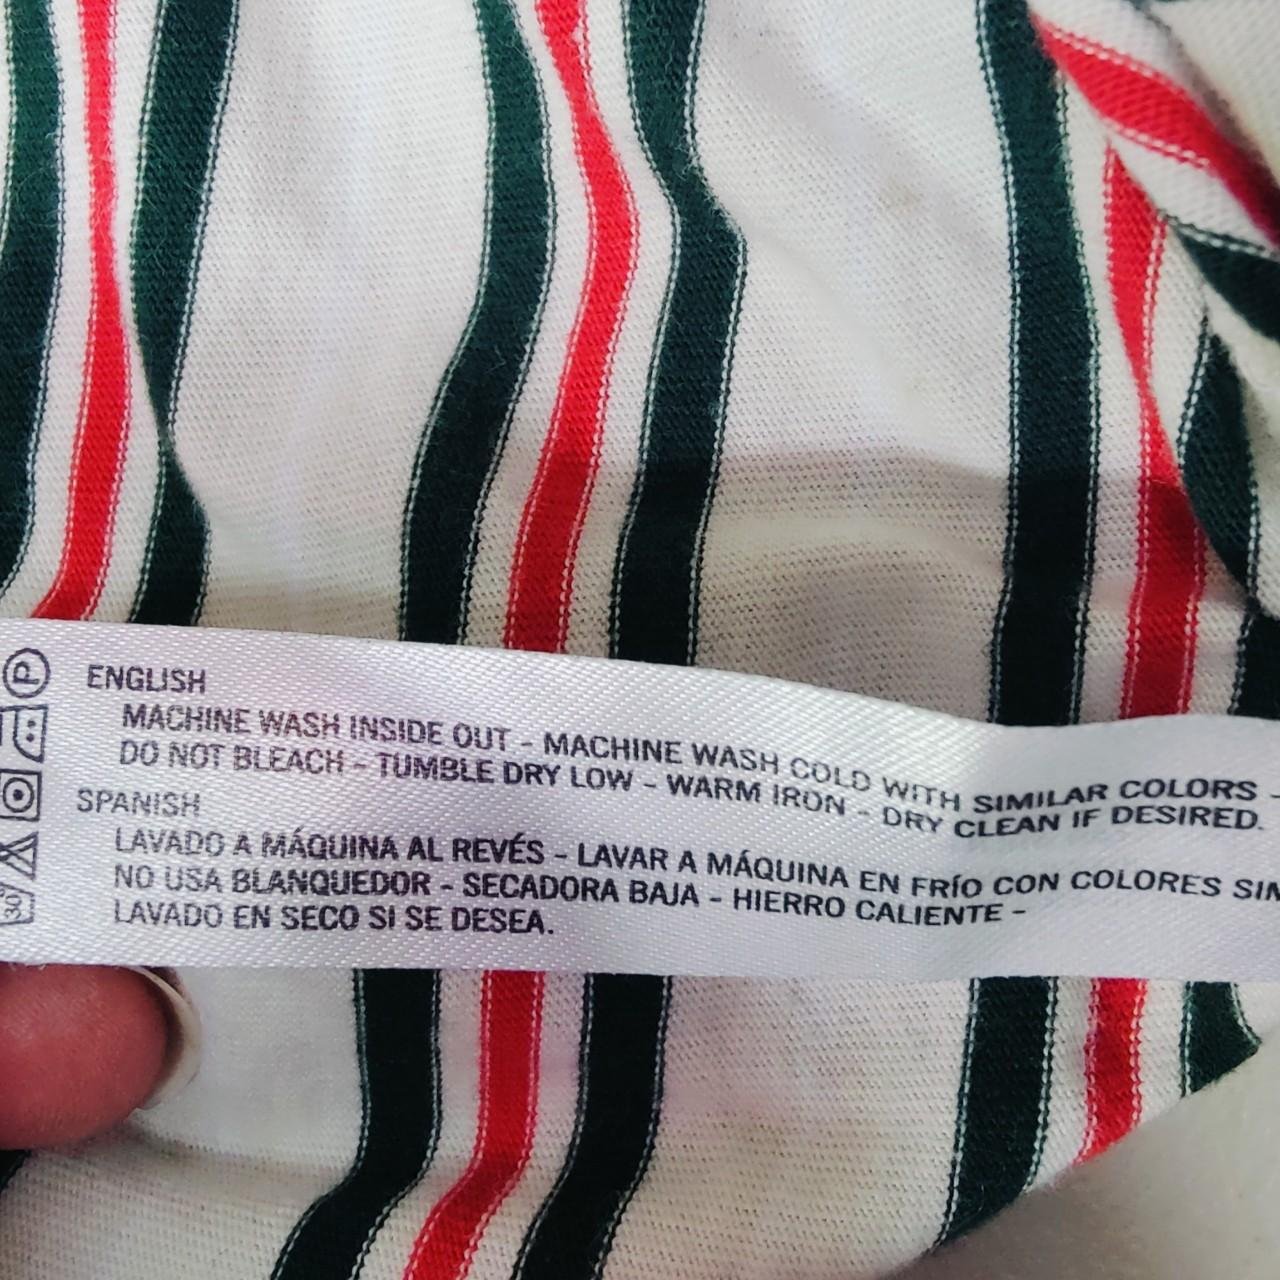 ENGLISH
MACHINE WASH INSIDE OUT - MACHINE WASH COLD WITH SIMILAR COLORS -
DO NOT BLEACH - TUMBLE DRY LOW - WARM IRON - DRY CLEAN IF DESIRED.
SPANISH
LAVADO A MÁQUINA AL REVÉS - LAVAR A MÁQUINA EN FRÍO CON COLORES
NO USA BLANQUEDOR - SECADORA BAJA - HIERRO CALIENTE -
LAVADO EN SECO SI SE DESEA.
P
30°